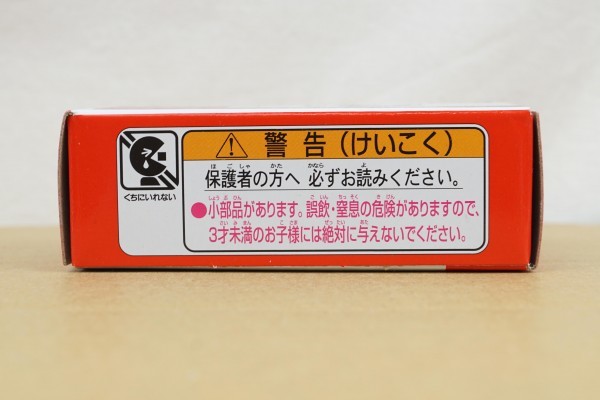 警告(けいこく)
保護者の方へ 必ずお読みください。
●小部品があります。誤飲・窒息の危険がありますので、
3才未満のお子様には絶対に与えないでください。
くちにいれない